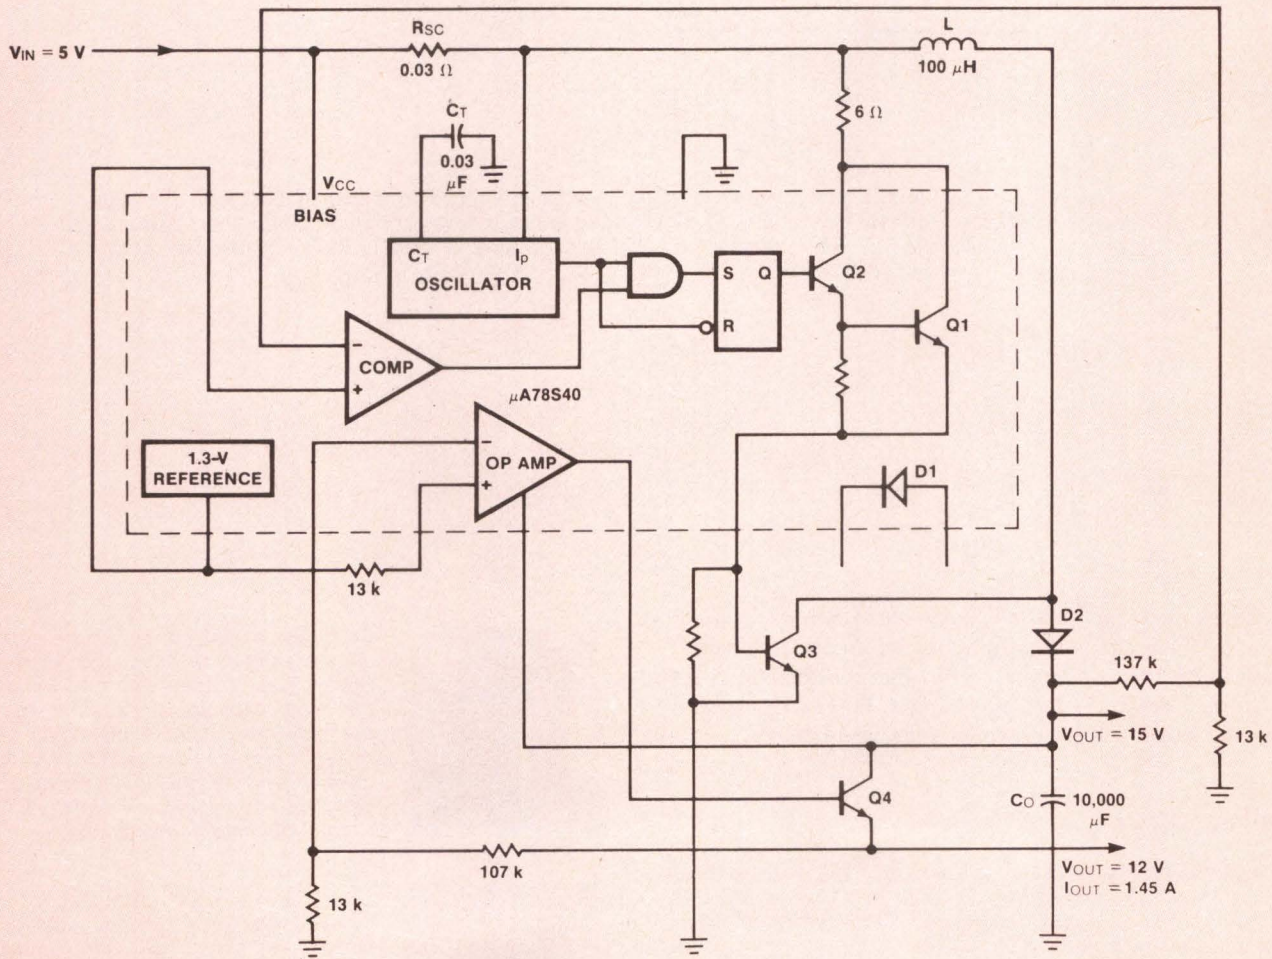 L
RSC
VIN = 5 V
0.03 Ω
100 μH
CT
6 Ω
0.03
μF
VCC
BIAS
CT
Ip
OSCILLATOR
S
Q
R
Q2
Q1
−
COMP
+
μA78S40
−
OP AMP
+
1.3-V
REFERENCE
D1
13 k
D2
Q3
137 k
VOUT = 15 V
13 k
Q4
CO
10,000
μF
107 k
VOUT = 12 V
IOUT = 1.45 A
13 k